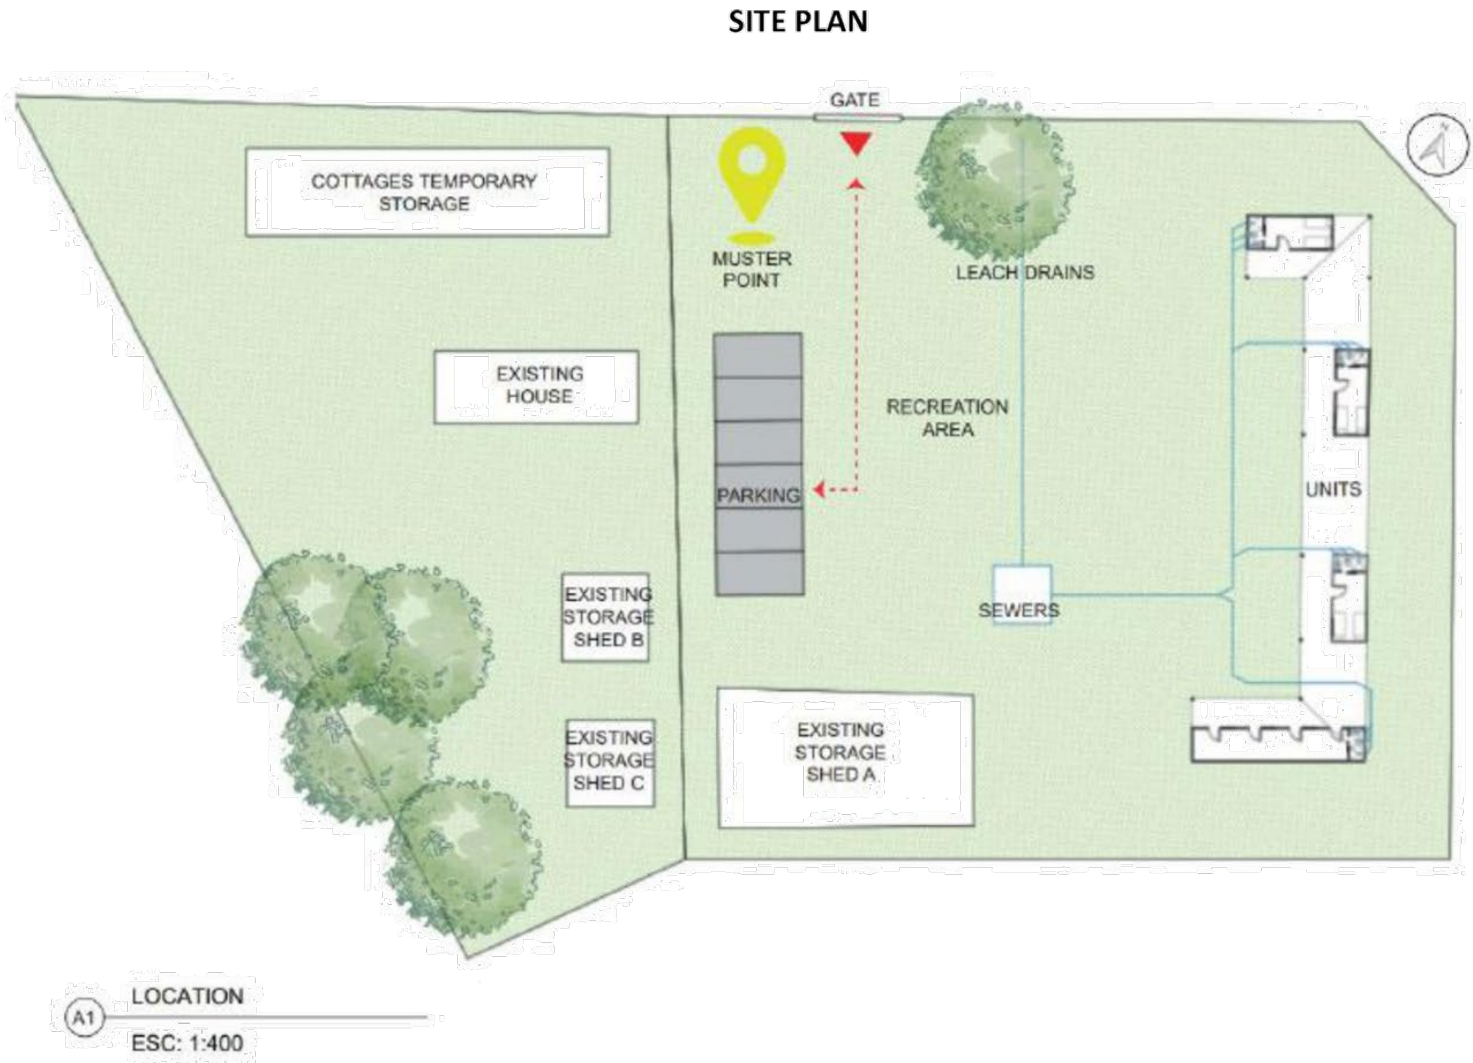 SITE PLAN
GATE
N
COTTAGES TEMPORARY
STORAGE
MUSTER
POINT
LEACH DRAINS
EXISTING
HOUSE
RECREATION
AREA
PARKING
UNITS
EXISTING
STORAGE
SHED B
SEWERS
EXISTING
STORAGE
SHED C
EXISTING
STORAGE
SHED A
A1
LOCATION
ESC: 1:400